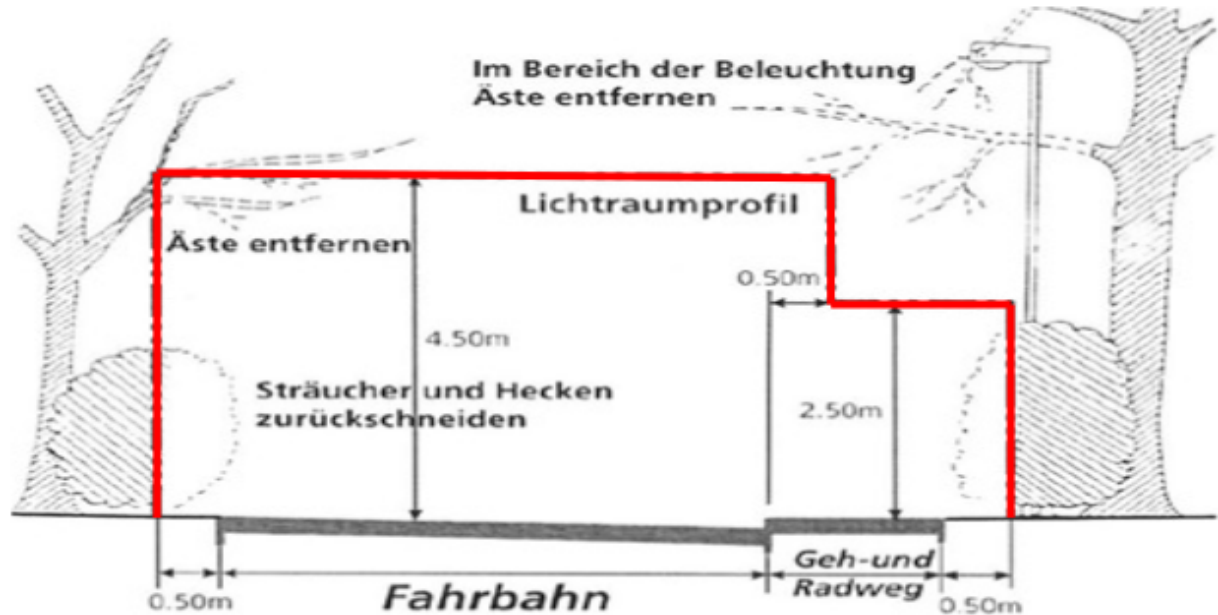 Im Bereich der Beleuchtung
Äste entfernen
Lichtraumprofil
Äste entfernen
0.50m
4.50m
Sträucher und Hecken
zurückschneiden
2.50m
Geh-und
Radweg
0.50m
Fahrbahn
0.50m